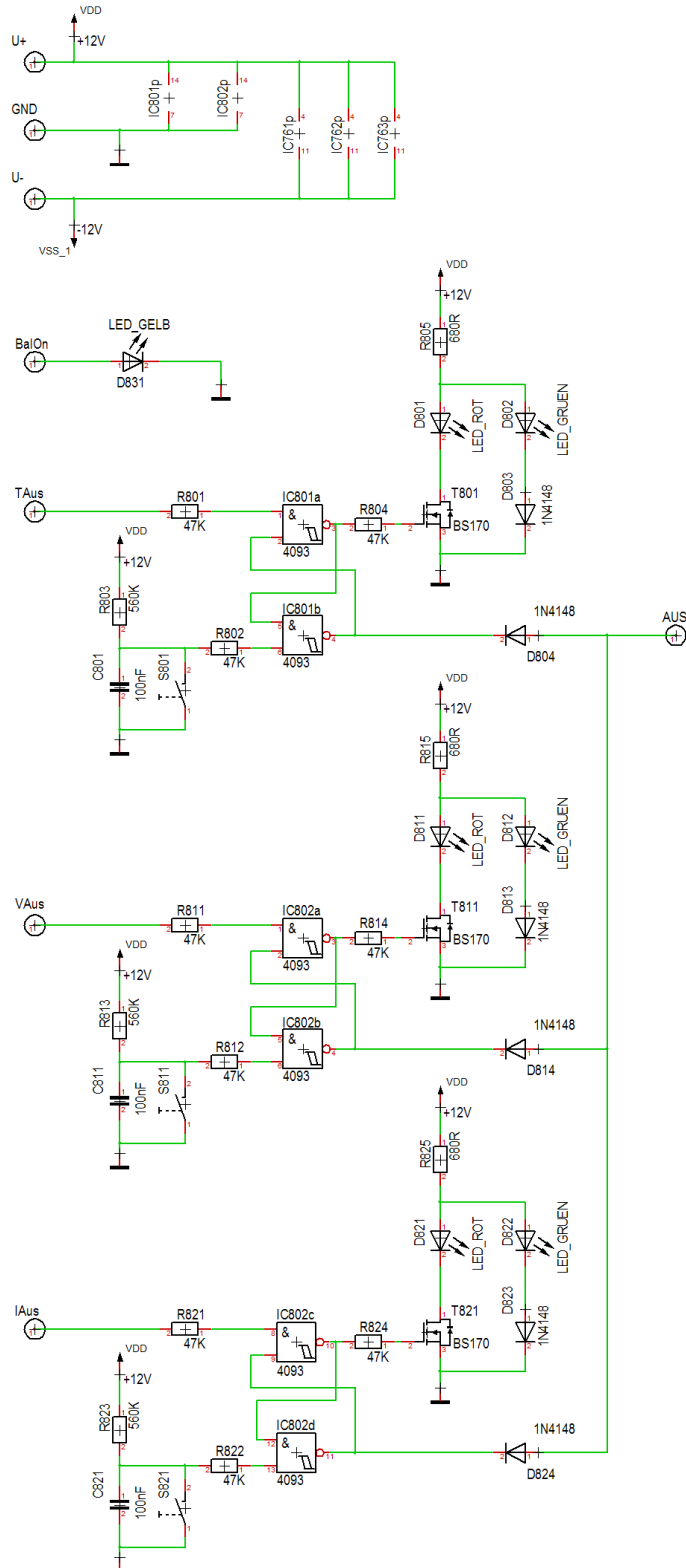 VDD
+12V
U+
GND
U-
-12V
VSS_1
IC801p
14
7
IC802p
14
7
IC761p
4
11
IC762p
4
11
IC763p
4
11
VDD
+12V
R805
680R
BalOn
LED_GELB
D831
D801
LED_ROT
D802
LED_GRUEN
D803
1N4148
TAus
R801
47K
IC801a
&
4093
R804
47K
T801
BS170
VDD
+12V
R803
560K
IC801b
&
4093
R802
47K
C801
100nF
S801
1N4148
D804
AUS
VDD
+12V
R815
680R
D811
LED_ROT
D812
LED_GRUEN
D813
1N4148
VAus
R811
47K
IC802a
&
4093
R814
47K
T811
BS170
VDD
+12V
R813
560K
IC802b
&
4093
R812
47K
C811
100nF
S811
1N4148
D814
VDD
+12V
R825
680R
D821
LED_ROT
D822
LED_GRUEN
D823
1N4148
IAus
R821
47K
IC802c
&
4093
R824
47K
T821
BS170
VDD
+12V
R823
560K
IC802d
&
4093
R822
47K
C821
100nF
S821
1N4148
D824